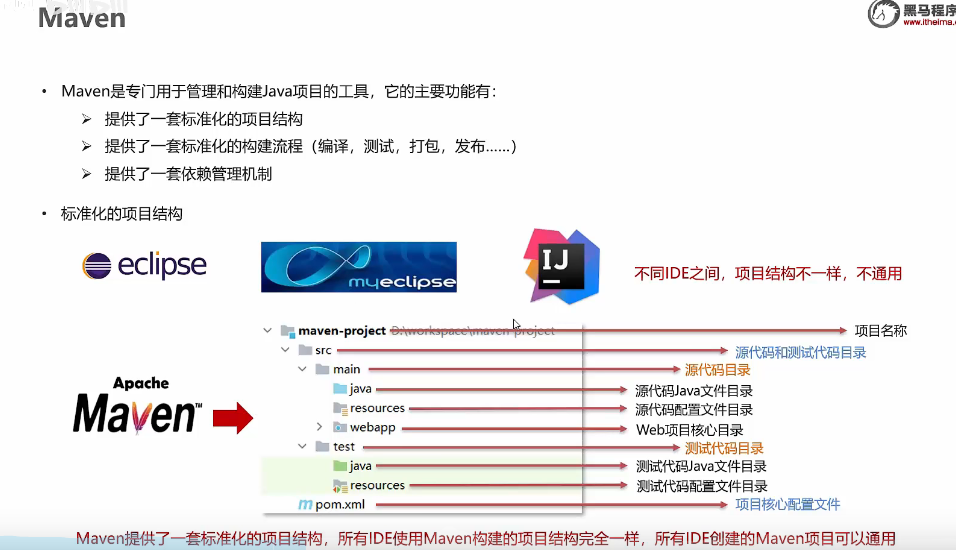 Maven
黑马程序
www.itheima.c
• Maven是专门用于管理和构建Java项目的工具，它的主要功能有：
➢ 提供了一套标准化的项目结构
➢ 提供了一套标准化的构建流程（编译，测试，打包，发布……）
➢ 提供了一套依赖管理机制
• 标准化的项目结构
eclipse
myeclipse
IJ
不同IDE之间，项目结构不一样，不通用
maven-project D:\workspace\maven-project 项目名称
src 源代码和测试代码目录
main 源代码目录
java 源代码Java文件目录
resources 源代码配置文件目录
webapp Web项目核心目录
test 测试代码目录
java 测试代码Java文件目录
resources 测试代码配置文件目录
pom.xml 项目核心配置文件
Apache
Maven™
Maven提供了一套标准化的项目结构，所有IDE使用Maven构建的项目结构完全一样，所有IDE创建的Maven项目可以通用